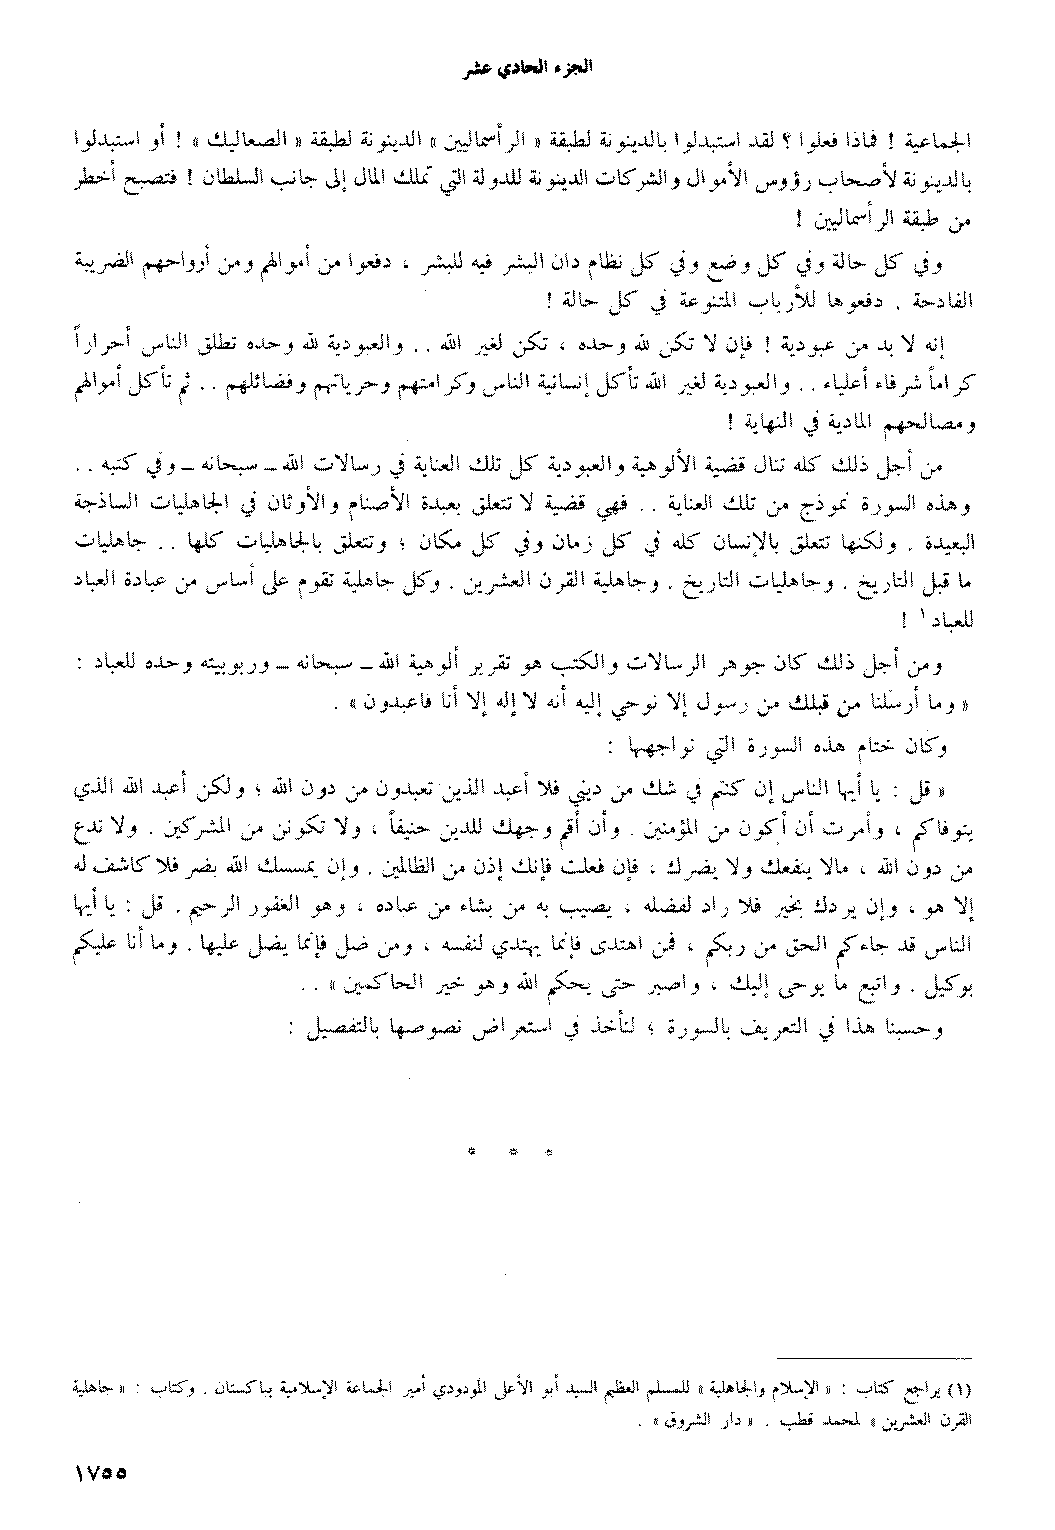 الجزء الحادي عشر
الجماعية ! فماذا فعلوا ؟ لقد استبدلوا بالدينونة لطبقة « الرأسماليين » الدينونة لطبقة « الصعاليك » ! أو استبدلوا
بالدينونة لأصحاب رؤوس الأموال والشركات الدينونة للدولة التي تملك المال إلى جانب السلطان ! فتصبح أخطر
من طبقة الرأسماليين !
وفي كل حالة وفي كل وضع وفي كل نظام دان البشر فيه للبشر ، دفعوا من أموالهم ومن أرواحهم الضريبة
الفادحة . دفعوها للأرباب المتنوعة في كل حالة !
إنه لا بد من عبودية ! فإن لا تكن لله وحده ، تكن لغير الله .. والعبودية لله وحده تطلق الناس أحراراً
كراماً شرفاء أعلياء .. والعبودية لغير الله تأكل إنسانية الناس وكرامتهم وحرياتهم وفضائلهم .. ثم تأكل أموالهم
ومصالحهم المادية في النهاية !
من أجل ذلك كله تنال قضية الألوهية والعبودية كل تلك العناية في رسالات الله – سبحانه – وفي كتبه ..
وهذه السورة نموذج من تلك العناية .. فهي قضية لا تتعلق بعبدة الأصنام والأوثان في الجاهليات الساذجة
البعيدة . ولكنها تتعلق بالإنسان كله في كل زمان وفي كل مكان ؛ وتتعلق بالجاهليات كلها .. جاهليات
ما قبل التاريخ . وجاهليات التاريخ . وجاهلية القرن العشرين . وكل جاهلية تقوم على أساس من عبادة العباد
للعباد ١ !
ومن أجل ذلك كان جوهر الرسالات والكتب هو تقرير ألوهية الله – سبحانه – وربوبيته وحده للعباد :
« وما أرسلنا من قبلك من رسول إلا نوحي إليه أنه لا إله إلا أنا فاعبدون » .
وكان ختام هذه السورة التي نواجهها :
« قل : يا أيها الناس إن كنتم في شك من ديني فلا أعبد الذين تعبدون من دون الله ؛ ولكن أعبد الله الذي
يتوفاكم ، وأمرت أن أكون من المؤمنين . وأن أقم وجهك للدين حنيفاً ، ولا تكونن من المشركين . ولا تدع
من دون الله ، مالا ينفعك ولا يضرك ، فإن فعلت فإنك إذن من الظالمين . وإن يمسسك الله بضر فلا كاشف له
إلا هو ، وإن يردك بخير فلا راد لفضله ، يصيب به من يشاء من عباده ، وهو الغفور الرحيم . قل : يا أيها
الناس قد جاءكم الحق من ربكم ، فمن اهتدى فإنما يهتدي لنفسه ، ومن ضل فإنما يضل عليها . وما أنا عليكم
بوكيل . واتبع ما يوحى إليك ، واصبر حتى يحكم الله وهو خير الحاكمين » ..
وحسبنا هذا في التعريف بالسورة ؛ لنأخذ في استعراض نصوصها بالتفصيل :
* * *
(١) يراجع كتاب : « الإسلام والجاهلية » للمسلم العظيم السيد أبو الأعلى المودودي أمير الجماعة الإسلامية بباكستان . وكتاب : « جاهلية
القرن العشرين » لمحمد قطب . « دار الشروق » .
١٧٥٥